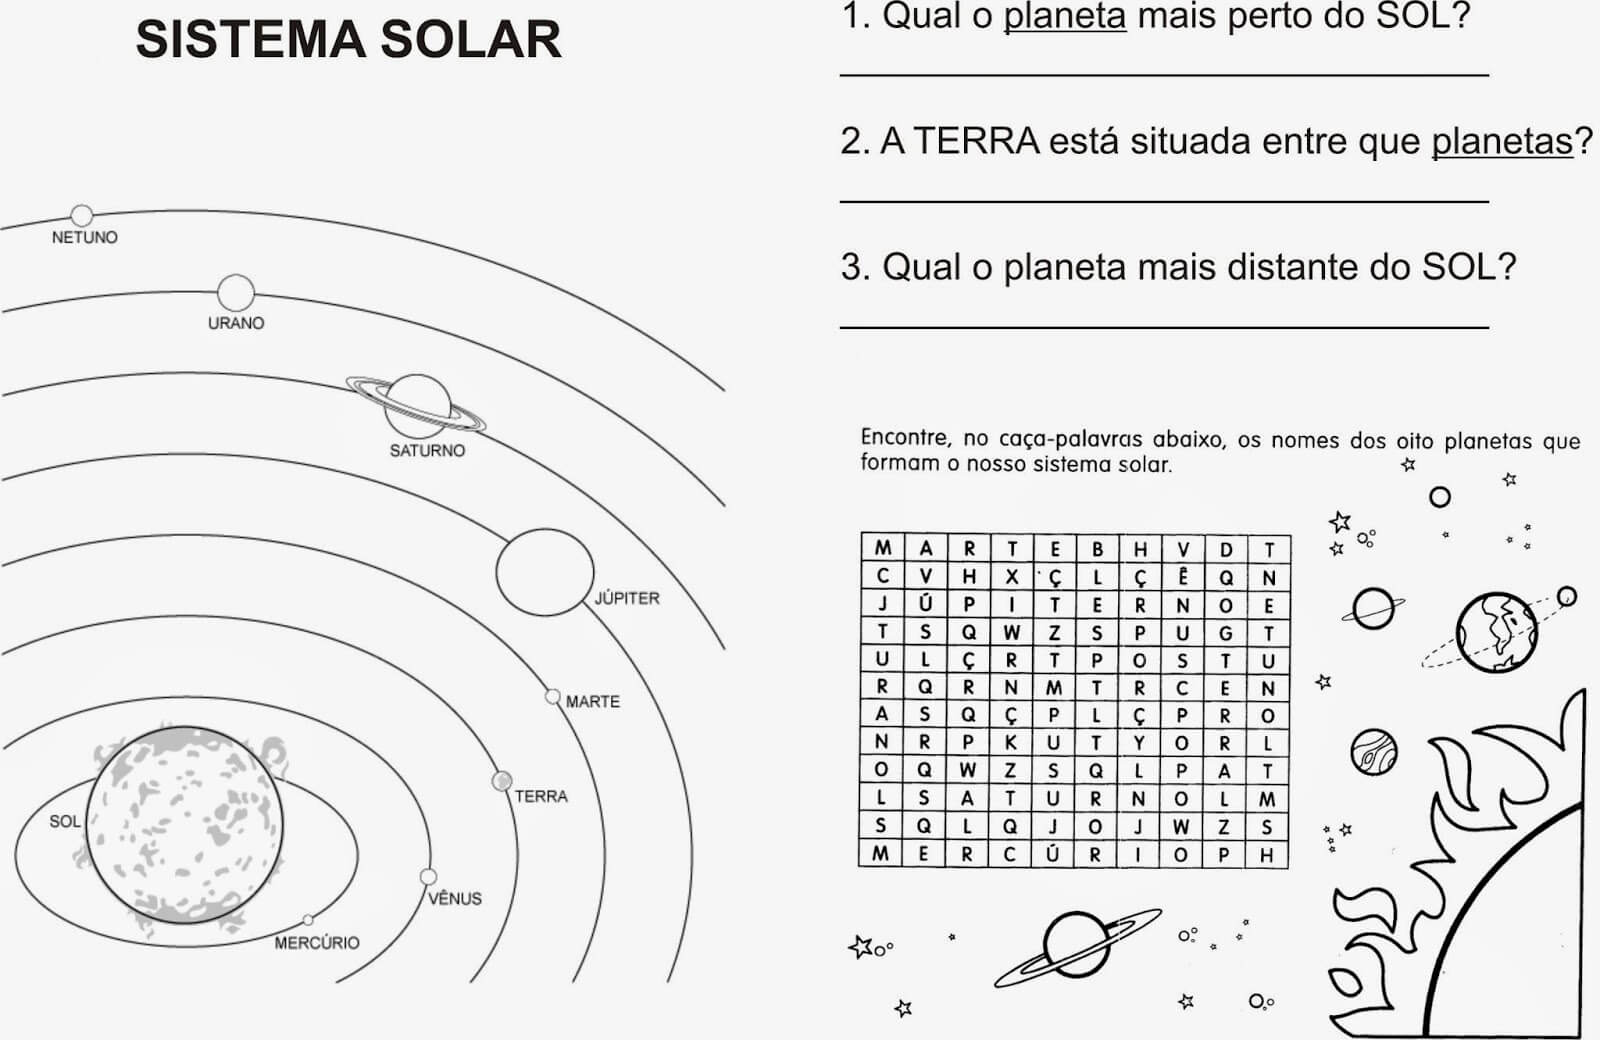 SISTEMA SOLAR
NETUNO
URANO
SATURNO
JÚPITER
MARTE
TERRA
SOL
VÊNUS
MERCÚRIO
1. Qual o planeta mais perto do SOL?
2. A TERRA está situada entre que planetas?
3. Qual o planeta mais distante do SOL?
Encontre, no caça-palavras abaixo, os nomes dos oito planetas que
formam o nosso sistema solar.
M A R T E B H V D T
C V H X Ç L Ç Ê Q N
J Ú P I T E R N O E
T S Q W Z S P U G T
U L Ç R T P O S T U
R Q R N M T R C E N
A S Q Ç P L Ç P R O
N R P K U T Y O R L
O Q W Z S Q L P A T
L S A T U R N O L M
S Q L Q J O J W Z S
M E R C Ú R I O P H